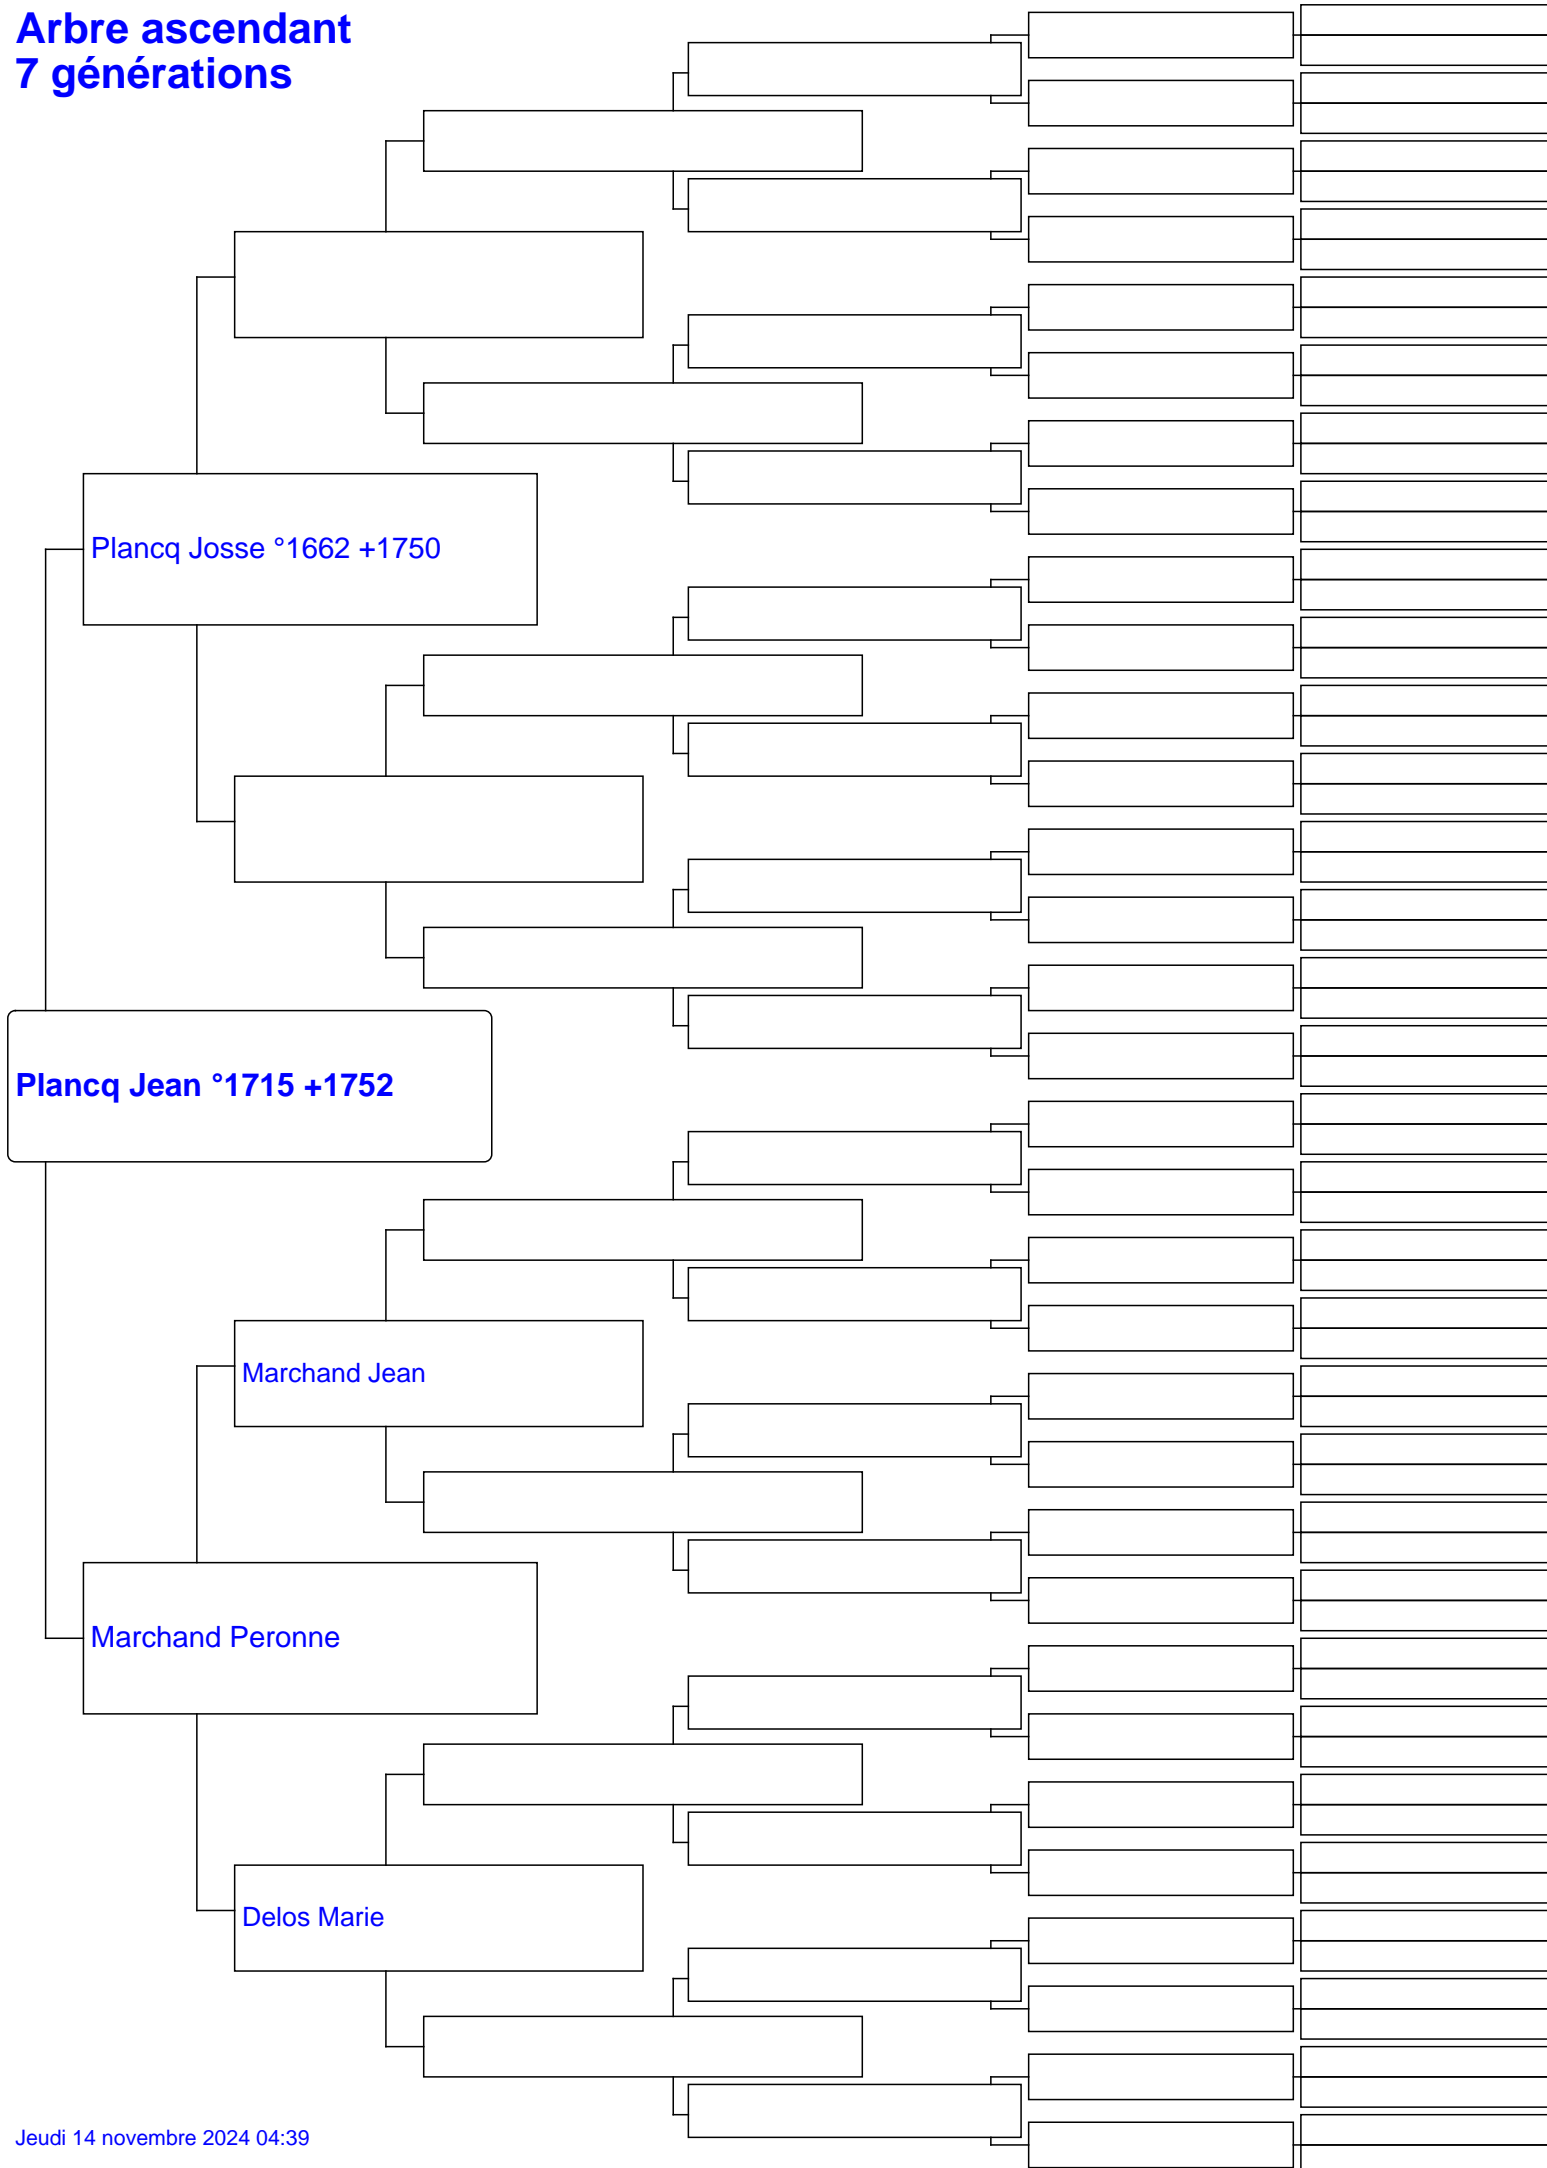 Arbre ascendant
7 générations
Plancq Josse °1662 +1750
Plancq Jean °1715 +1752
Marchand Jean
Marchand Peronne
Delos Marie
Jeudi 14 novembre 2024 04:39